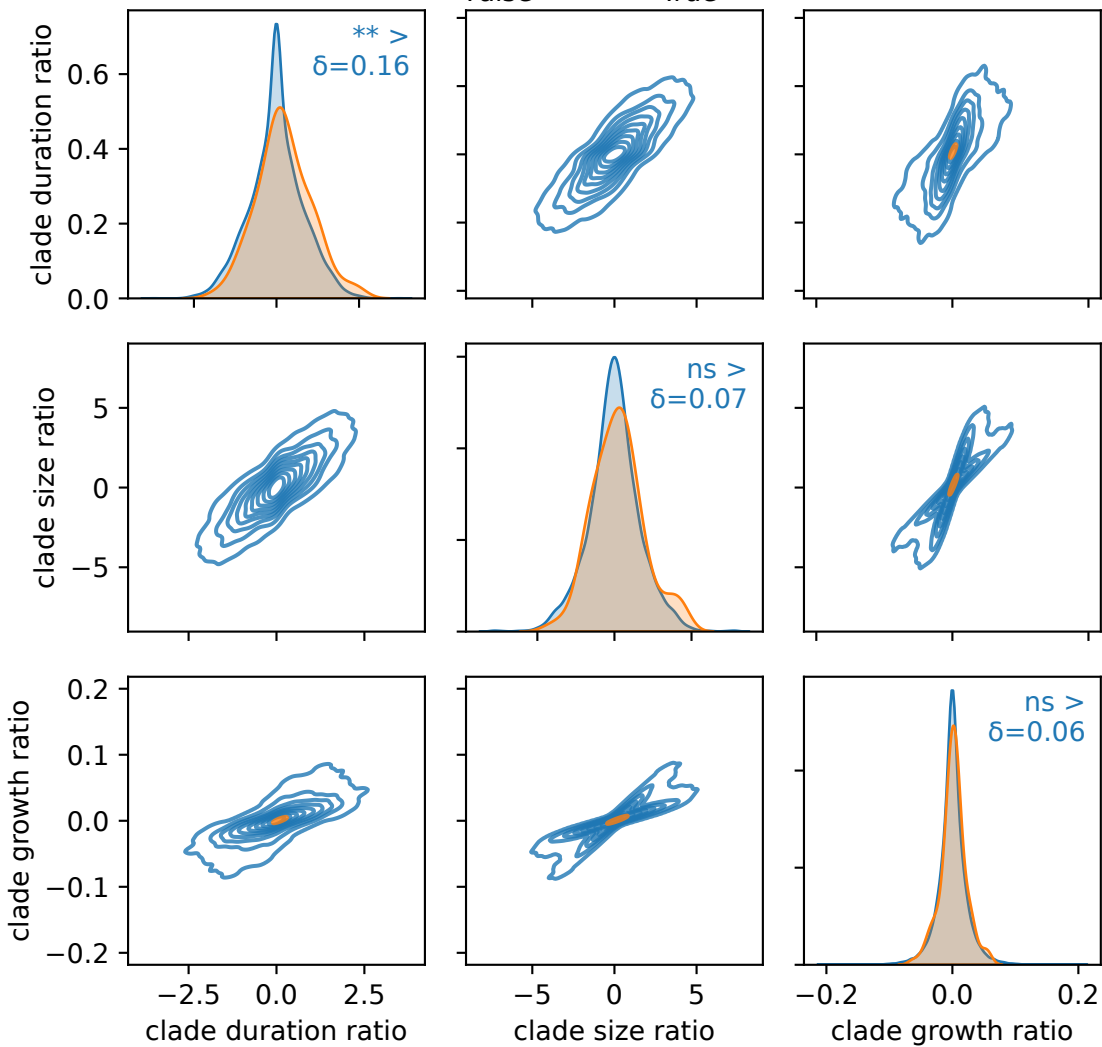 ** >
δ=0.16
clade duration ratio
0.6
0.4
0.2
0.0
ns >
δ=0.07
clade size ratio
5
0
−5
ns >
δ=0.06
clade growth ratio
0.2
0.1
0.0
−0.1
−0.2
−2.5 0.0 2.5
−5 0 5
−0.2 0.0 0.2
clade duration ratio
clade size ratio
clade growth ratio